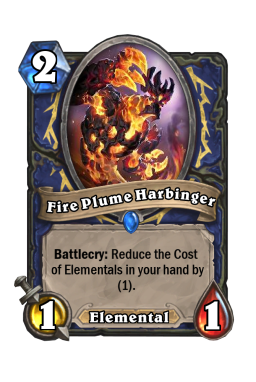 2
Fire Plume Harbinger
Battlecry: Reduce the Cost
of Elementals in your hand by
(1).
1
Elemental
1